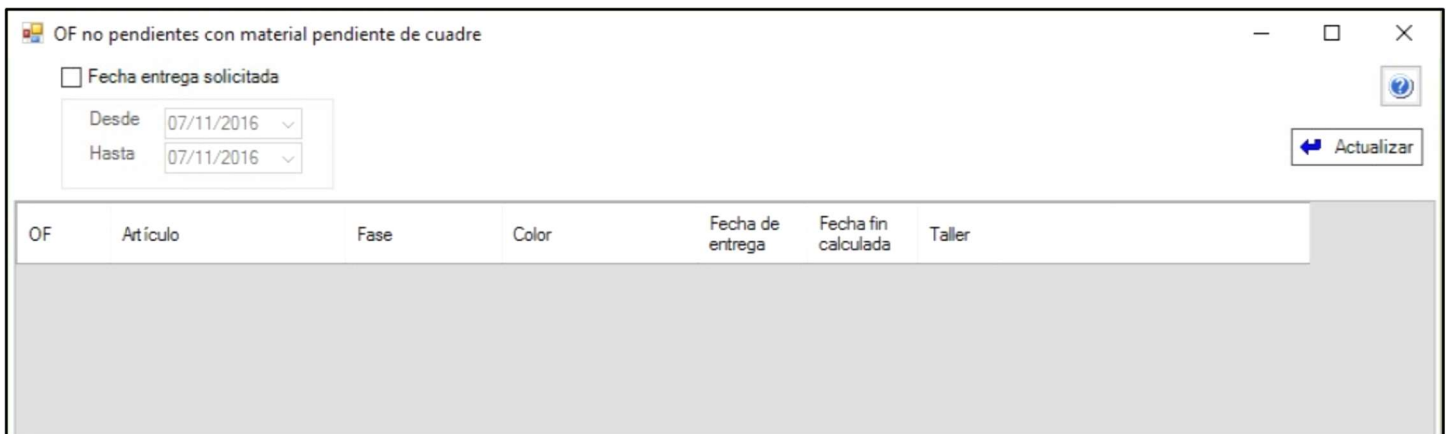 OF no pendientes con material pendiente de cuadre
Fecha entrega solicitada
Desde 07/11/2016
Hasta 07/11/2016
Actualizar
OF Artículo Fase Color Fecha de entrega Fecha fin calculada Taller